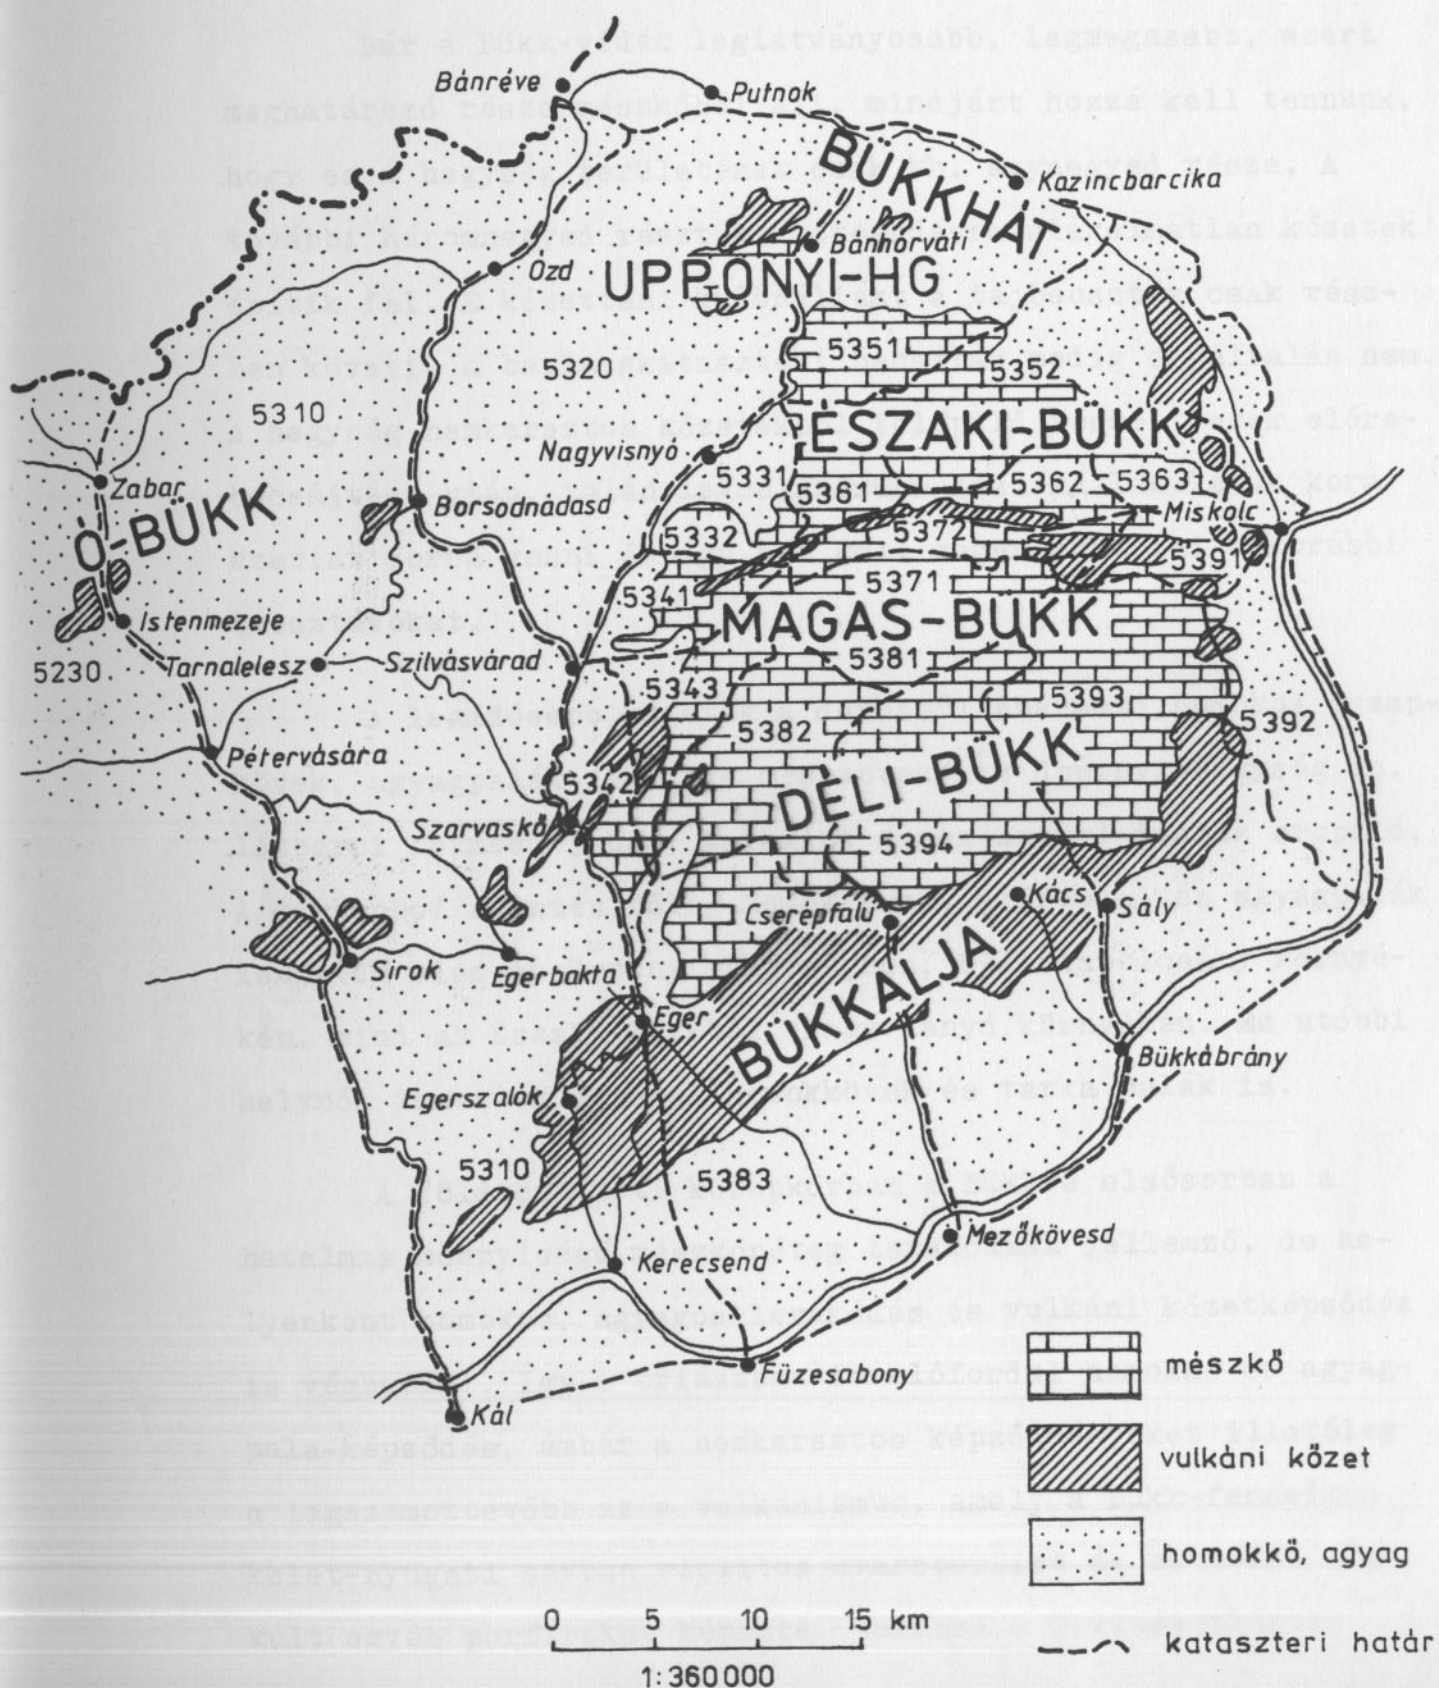 Bánréve
Putnok
BÜKKHÁT
Kazincbarcika
Bánhorváti
Ózd
UPPONYI-HG
5351
5320
5352
5310
ÉSZAKI-BÜKK
Nagyvisnyó
5331
5361
5362
5363
Zabar
Borsodnádasd
Miskolc
Ó-BÜKK
5332
5372
5391
5371
5341
Istenmezeje
MAGAS-BÜKK
5230
Tarnalelesz
Szilvásvárad
5381
5343
5393
5392
5382
Pétervására
DÉLI-BÜKK
5342
Szarvaskő
5394
Kács
Cserépfalu
Sály
Sirok
Egerbakta
BÜKKALJA
Eger
Bükkábrány
Egerszalók
5310
5383
Mezőkövesd
Kerecsend
Füzesabony
Kál
mészkő
vulkáni kőzet
homokkő, agyag
0 5 10 15 km
kataszteri határ
1:360000